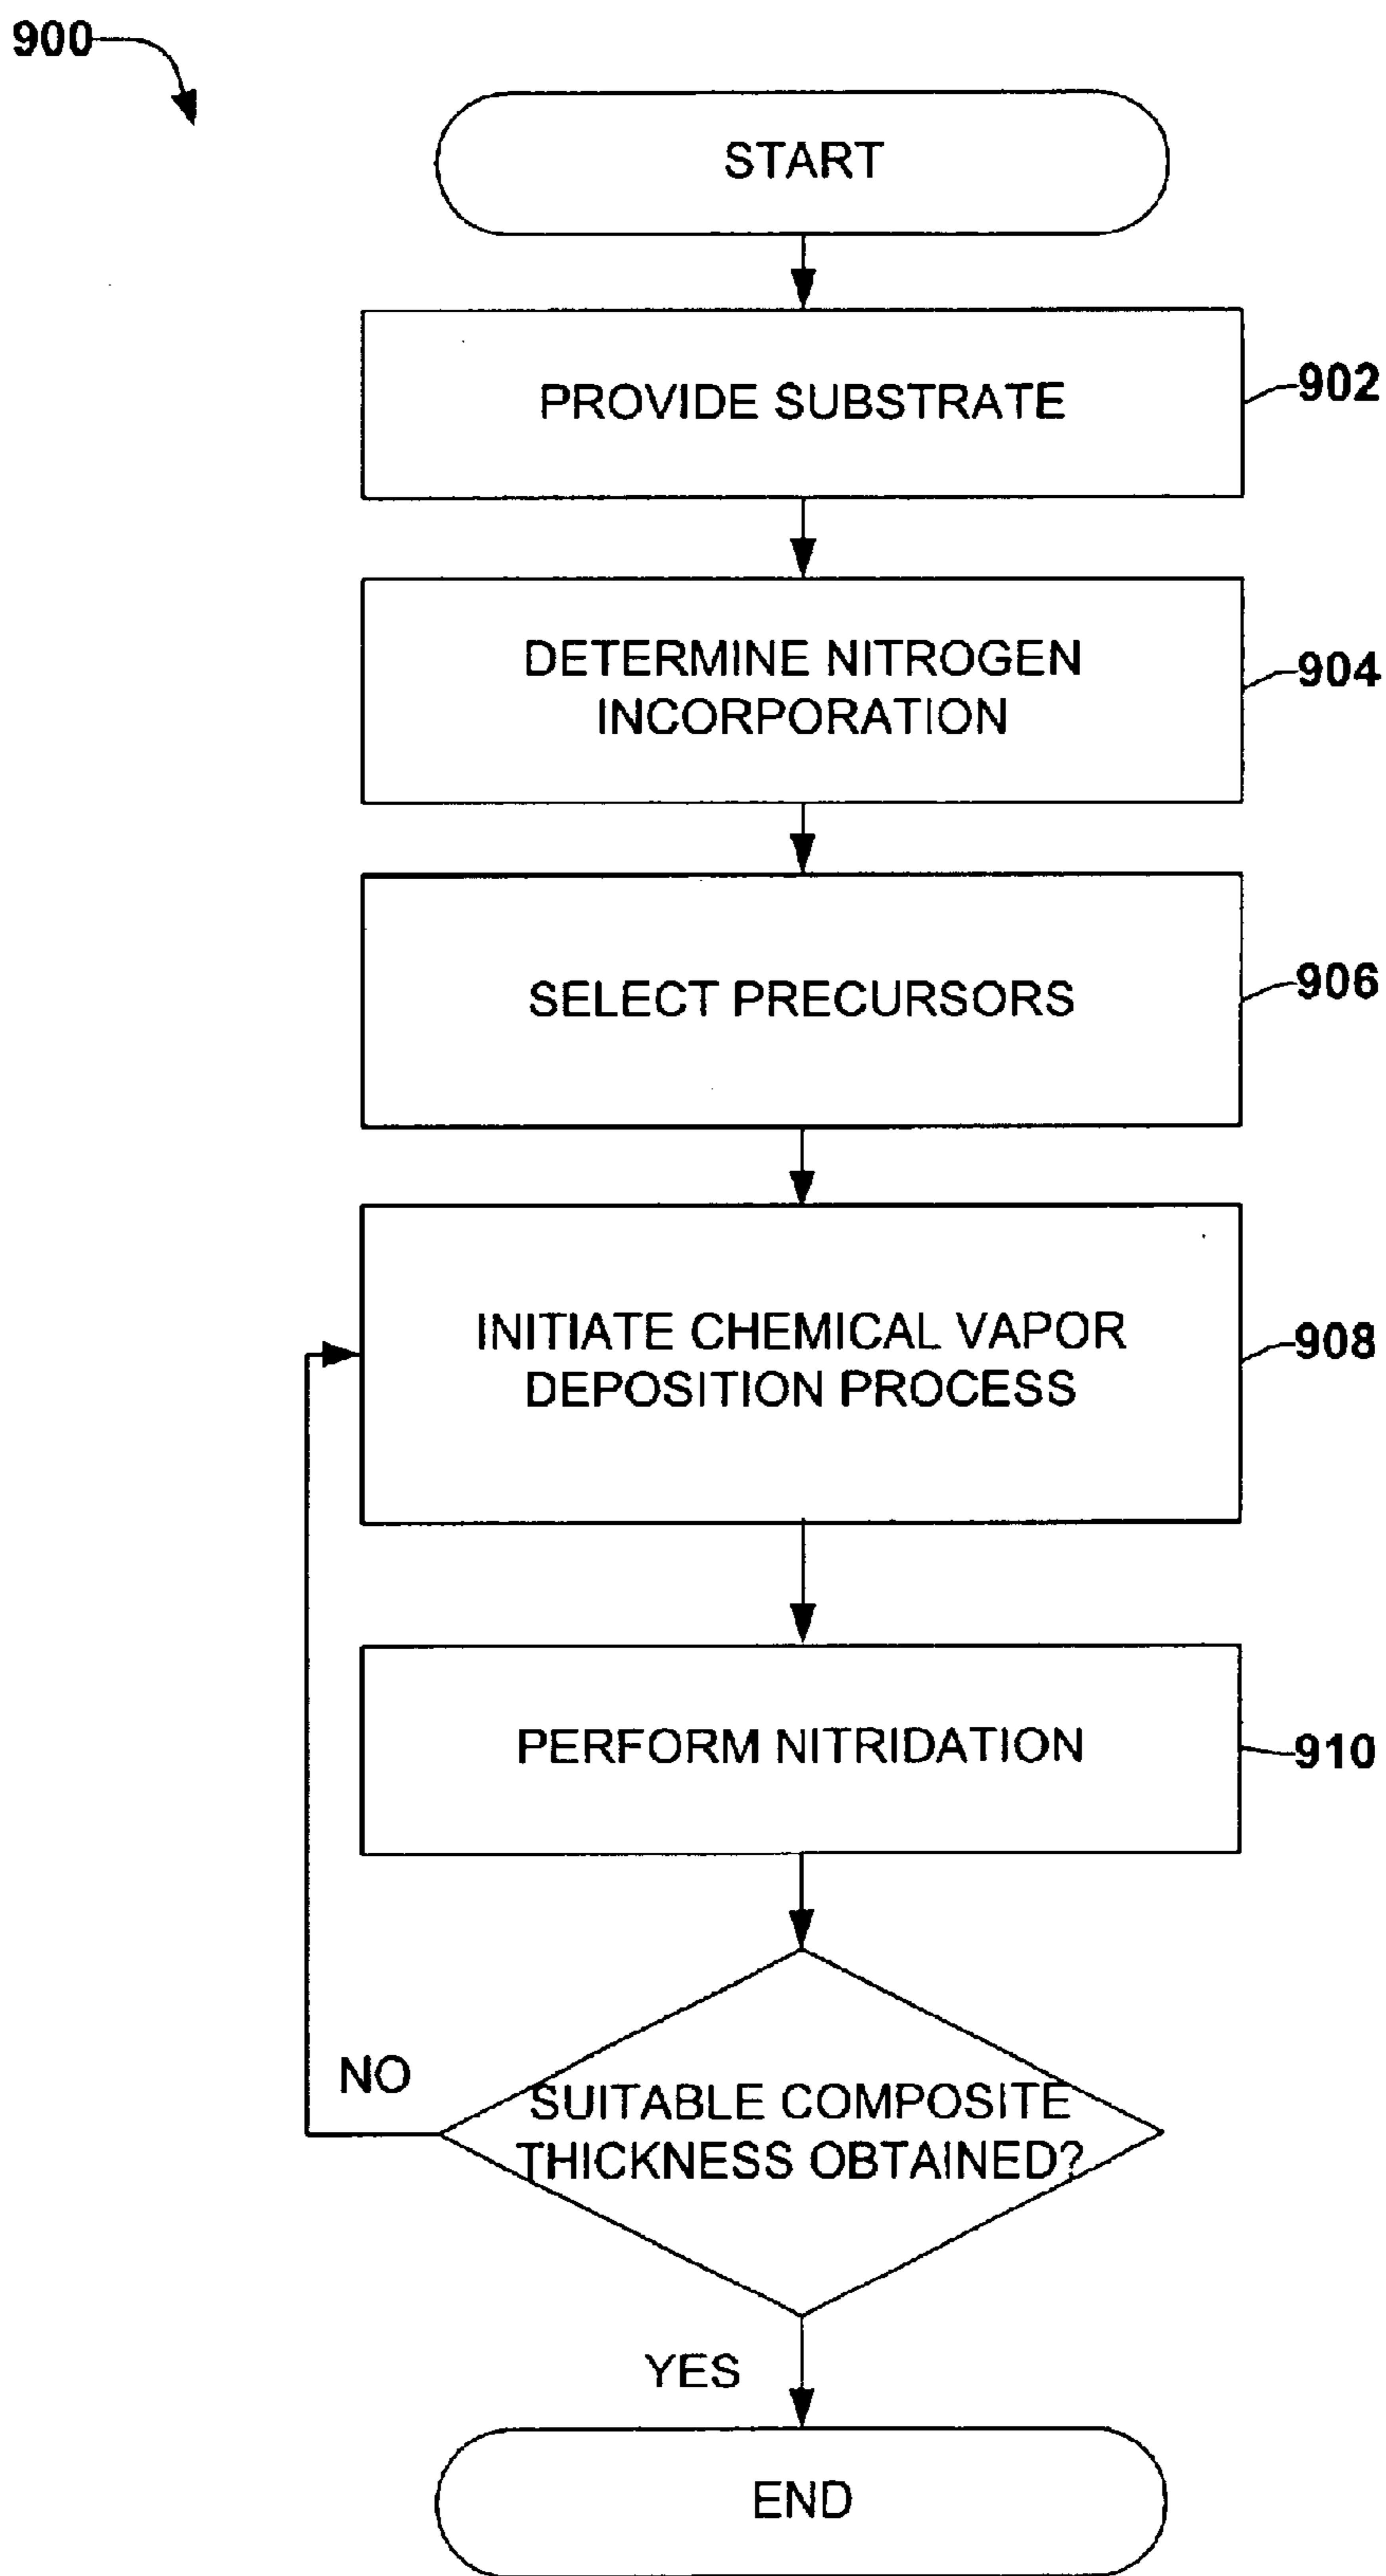 900
START
PROVIDE SUBSTRATE
902
DETERMINE NITROGEN
INCORPORATION
904
SELECT PRECURSORS
906
INITIATE CHEMICAL VAPOR
DEPOSITION PROCESS
908
PERFORM NITRIDATION
910
NO
SUITABLE COMPOSITE
THICKNESS OBTAINED?
YES
END